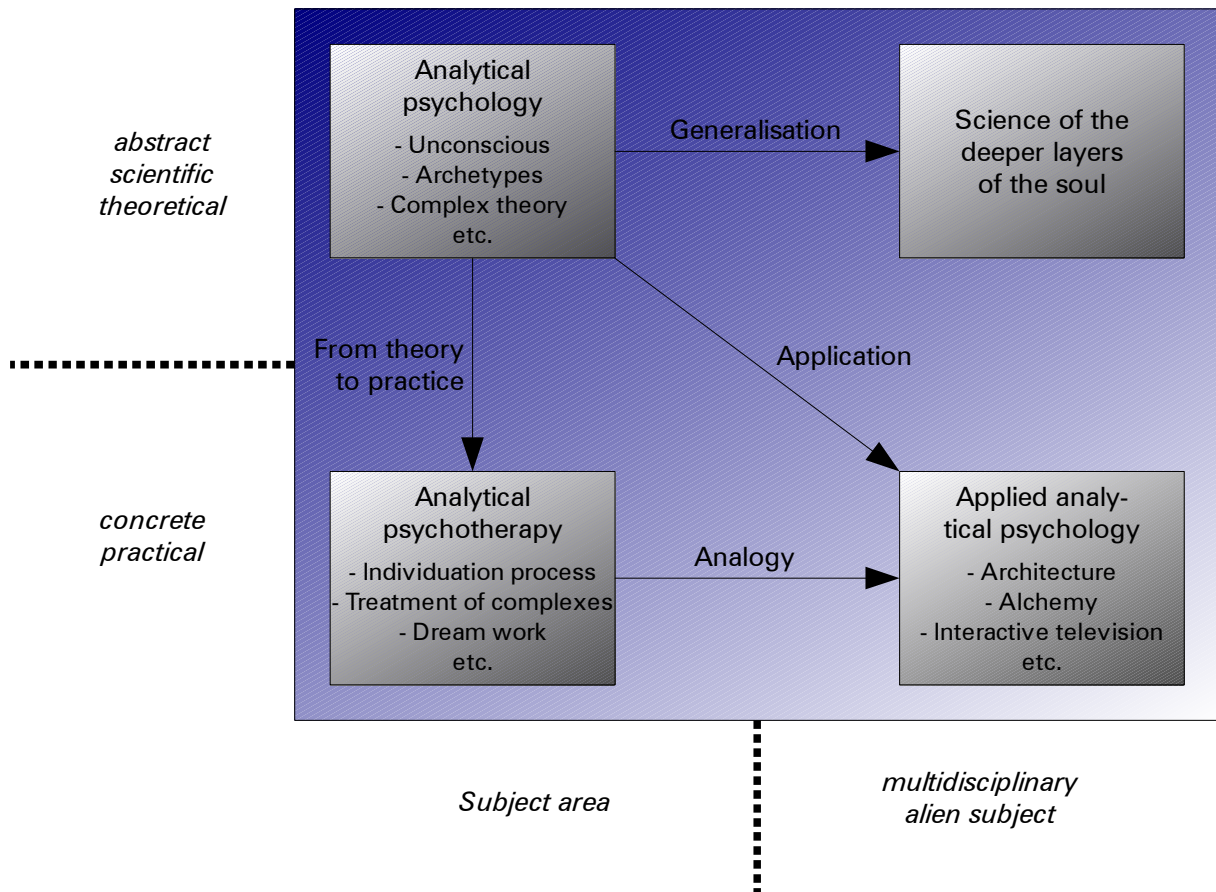 abstract
scientific
theoretical
Analytical
psychology
- Unconscious
- Archetypes
- Complex theory
etc.
Generalisation
Science of the
deeper layers
of the soul
From theory
to practice
Application
concrete
practical
Analytical
psychotherapy
- Individuation process
- Treatment of complexes
- Dream work
etc.
Analogy
Applied analy-
tical psychology
- Architecture
- Alchemy
- Interactive television
etc.
Subject area
multidisciplinary
alien subject